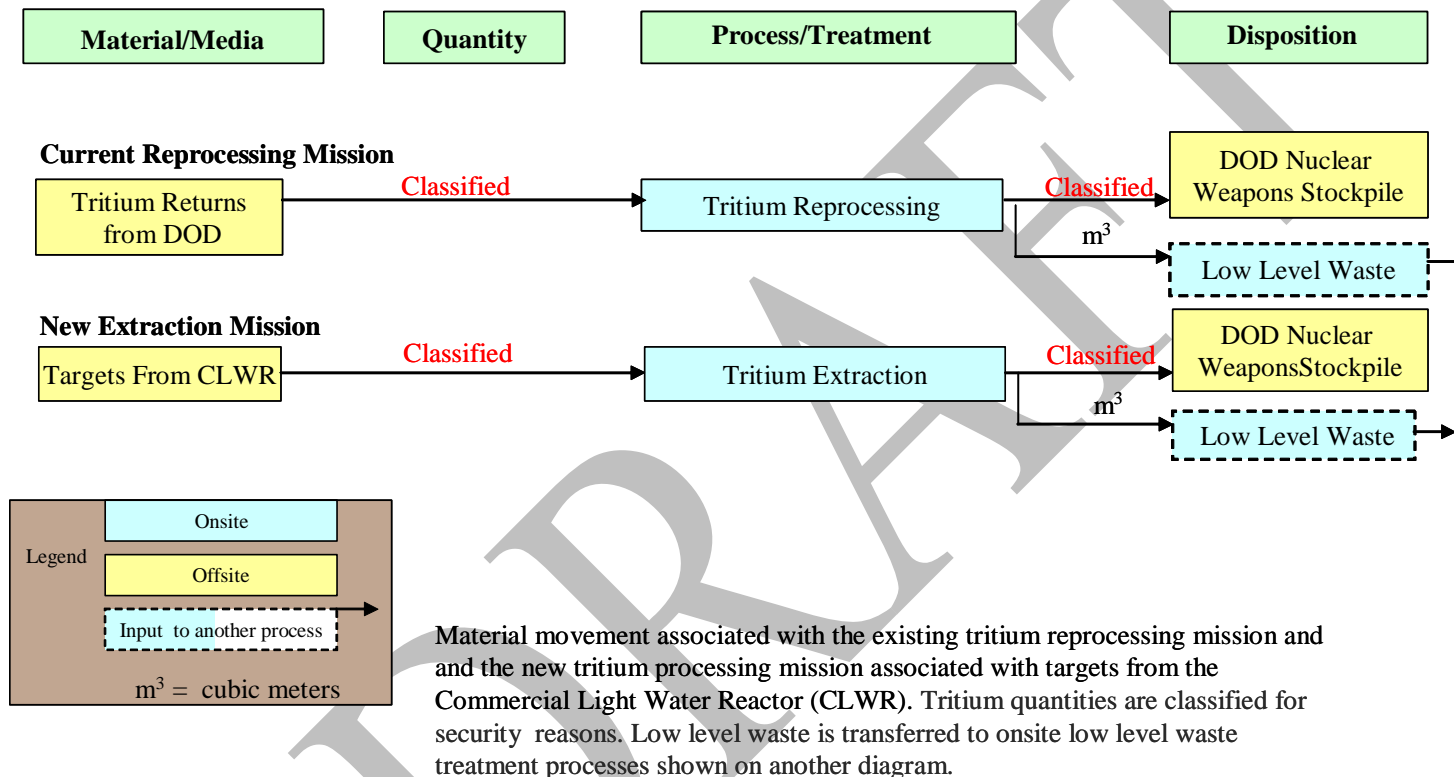 Material/Media
Quantity
Process/Treatment
Disposition
Current Reprocessing Mission
Tritium Returns
from DOD
Classified
Tritium Reprocessing
Classified
m³
DOD Nuclear
Weapons Stockpile
Low Level Waste
New Extraction Mission
Targets From CLWR
Classified
Tritium Extraction
Classified
m³
DOD Nuclear
WeaponsStockpile
Low Level Waste
Legend
Onsite
Offsite
Input to another process
m³ = cubic meters
Material movement associated with the existing tritium reprocessing mission and
and the new tritium processing mission associated with targets from the
Commercial Light Water Reactor (CLWR). Tritium quantities are classified for
security reasons. Low level waste is transferred to onsite low level waste
treatment processes shown on another diagram.
DRAFT